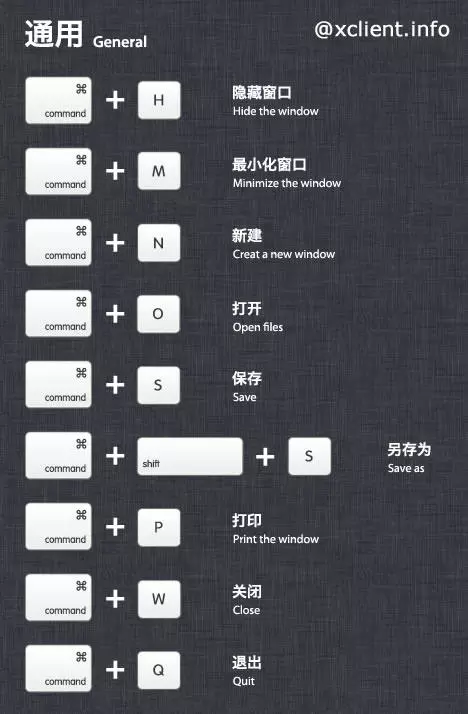 通用 General
@xclient.info
⌘
command + H
隐藏窗口
Hide the window
⌘
command + M
最小化窗口
Minimize the window
⌘
command + N
新建
Creat a new window
⌘
command + O
打开
Open files
⌘
command + S
保存
Save
⌘
command + shift + S
另存为
Save as
⌘
command + P
打印
Print the window
⌘
command + W
关闭
Close
⌘
command + Q
退出
Quit